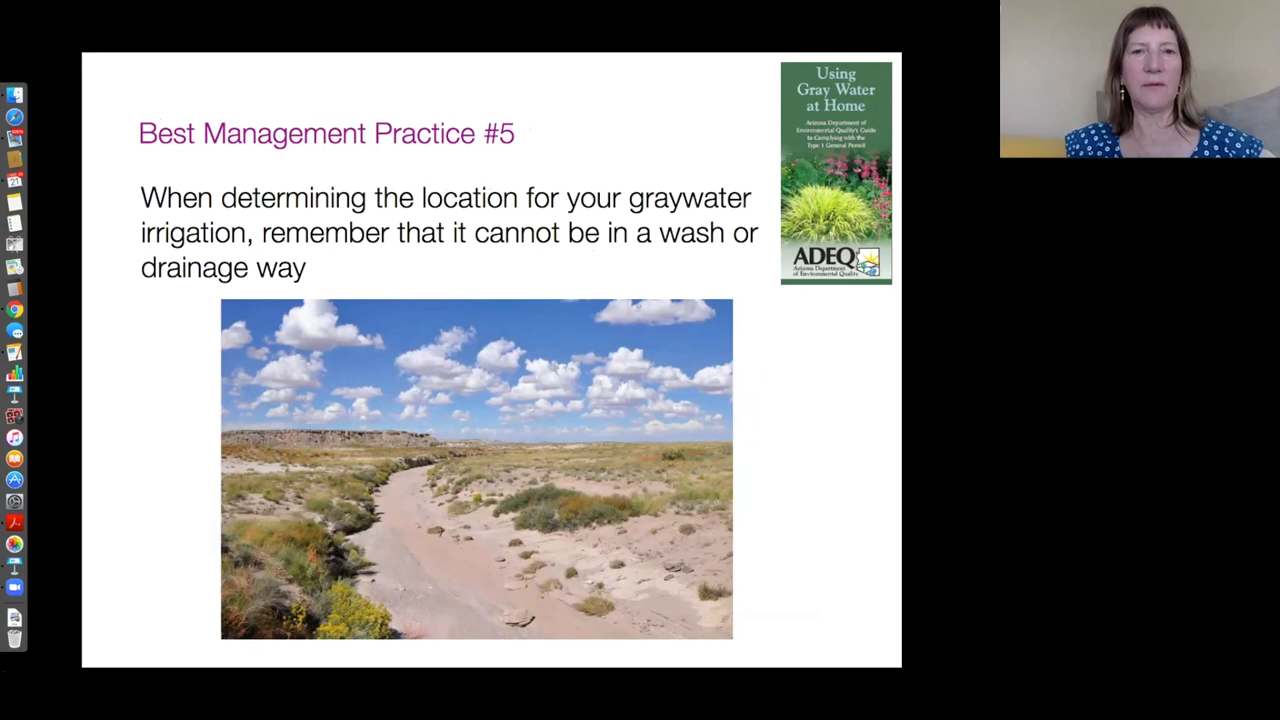 Best Management Practice #5
When determining the location for your graywater
irrigation, remember that it cannot be in a wash or
drainage way
Using
Gray Water
at Home
Arizona Department of
Environmental Quality's Guide
to Complying with the
Type 1 General Permit
ADEQ
Arizona Department
of Environmental Quality
21